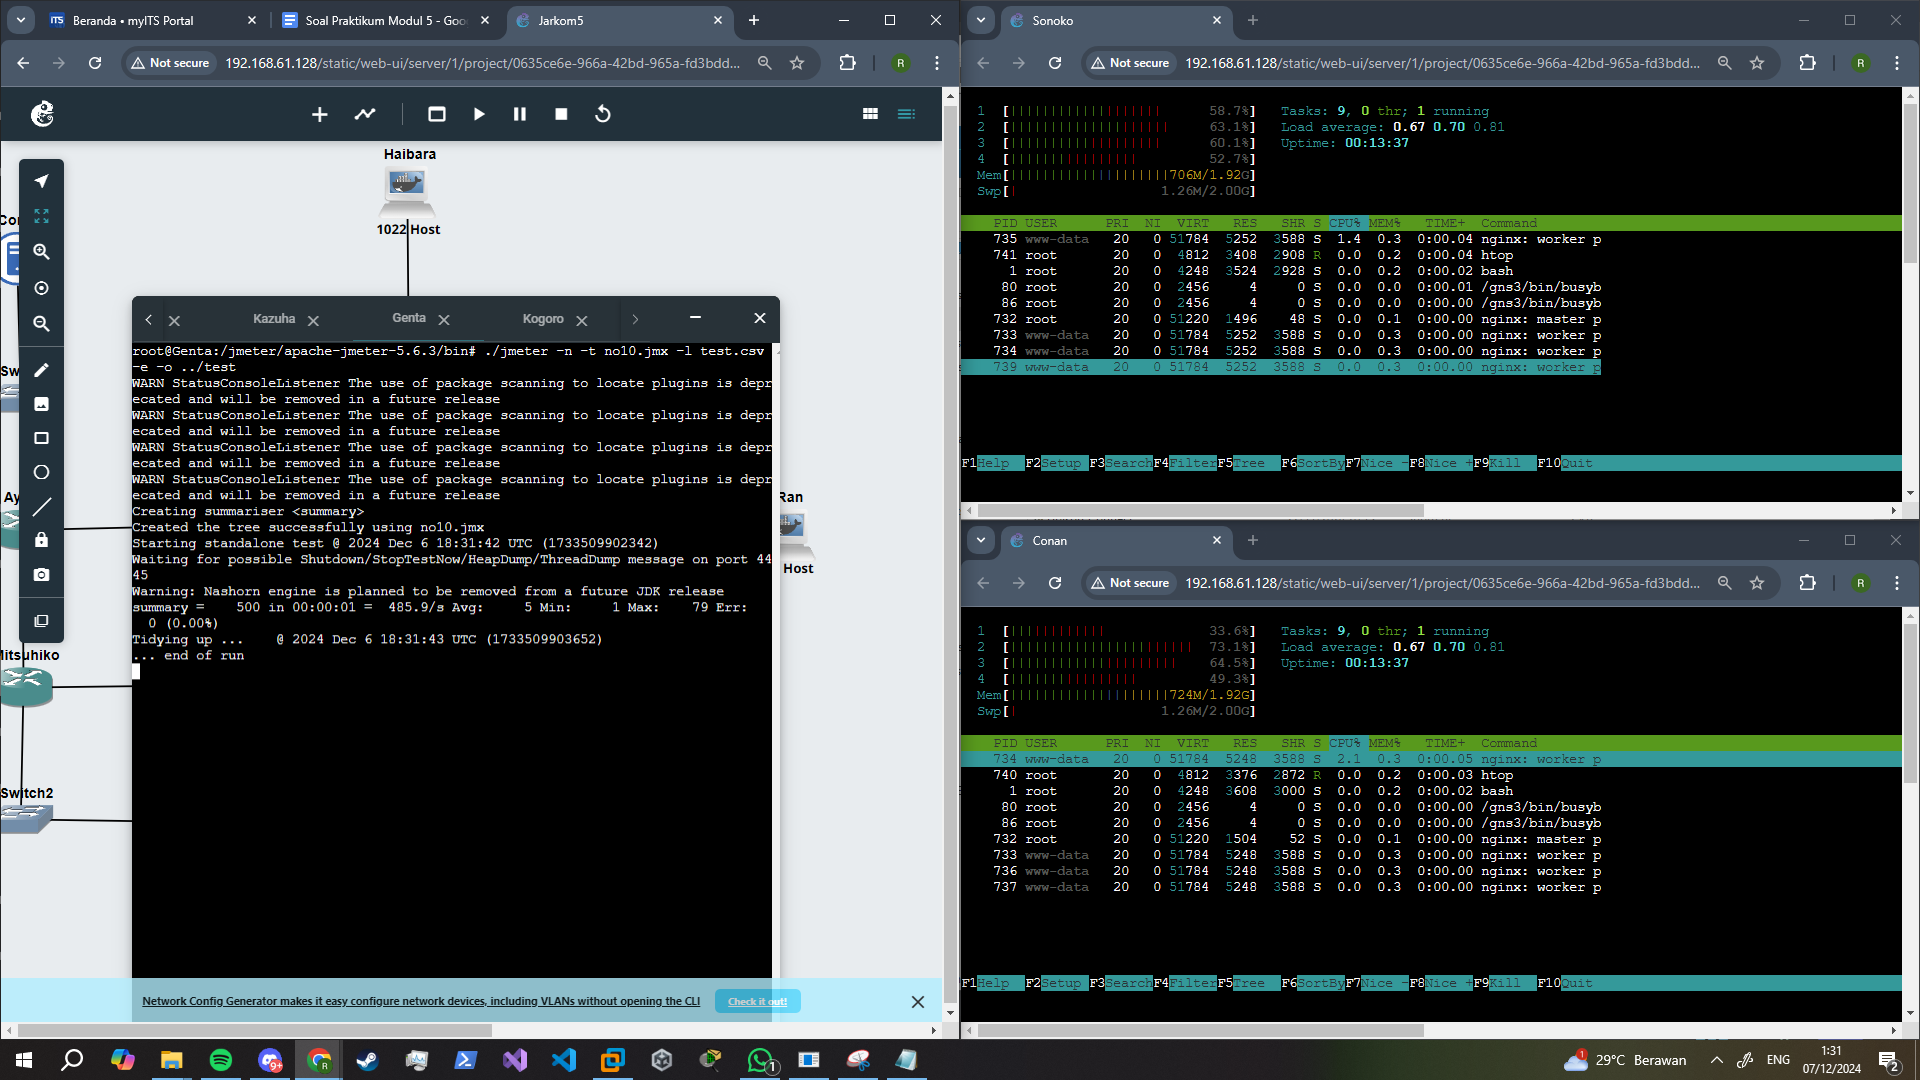 Beranda • myITS Portal
Soal Praktikum Modul 5 - Goo
Jarkom5
Not secure
192.168.61.128/static/web-ui/server/1/project/0635ce6e-966a-42bd-965a-fd3bdd...
R
Haibara
1022 Host
Ran
Host
Mitsuhiko
Switch2
Kazuha
Genta
Kogoro
root@Genta:/jmeter/apache-jmeter-5.6.3/bin# ./jmeter -n -t no10.jmx -l test.csv
-e -o ../test
WARN StatusConsoleListener The use of package scanning to locate plugins is depr
ecated and will be removed in a future release
WARN StatusConsoleListener The use of package scanning to locate plugins is depr
ecated and will be removed in a future release
WARN StatusConsoleListener The use of package scanning to locate plugins is depr
ecated and will be removed in a future release
WARN StatusConsoleListener The use of package scanning to locate plugins is depr
ecated and will be removed in a future release
Creating summariser <summary>
Created the tree successfully using no10.jmx
Starting standalone test @ 2024 Dec 6 18:31:42 UTC (1733509902342)
Waiting for possible Shutdown/StopTestNow/HeapDump/ThreadDump message on port 44
45
Warning: Nashorn engine is planned to be removed from a future JDK release
summary =    500 in 00:00:01 =  485.9/s Avg:     5 Min:     1 Max:    79 Err:
  0 (0.00%)
Tidying up ...    @ 2024 Dec 6 18:31:43 UTC (1733509903652)
... end of run
Network Config Generator makes it easy configure network devices, including VLANs without opening the CLI
Check it out!
Sonoko
Not secure
192.168.61.128/static/web-ui/server/1/project/0635ce6e-966a-42bd-965a-fd3bdd...
R
1 [ 58.7%] Tasks: 9, 0 thr; 1 running
2 [ 63.1%] Load average: 0.67 0.70 0.81
3 [ 60.1%] Uptime: 00:13:37
4 [ 52.7%]
Mem[ 706M/1.92G]
Swp[ 1.26M/2.00G]
PID USER PRI NI VIRT RES SHR S CPU% MEM% TIME+ Command
735 www-data 20 0 51784 5252 3588 S 1.4 0.3 0:00.04 nginx: worker p
741 root 20 0 4812 3408 2908 R 0.0 0.2 0:00.04 htop
1 root 20 0 4248 3524 2928 S 0.0 0.2 0:00.02 bash
80 root 20 0 2456 4 0 S 0.0 0.0 0:00.01 /gns3/bin/busyb
86 root 20 0 2456 4 0 S 0.0 0.0 0:00.00 /gns3/bin/busyb
732 root 20 0 51220 1496 48 S 0.0 0.1 0:00.00 nginx: master p
733 www-data 20 0 51784 5252 3588 S 0.0 0.3 0:00.00 nginx: worker p
734 www-data 20 0 51784 5252 3588 S 0.0 0.3 0:00.00 nginx: worker p
739 www-data 20 0 51784 5252 3588 S 0.0 0.3 0:00.00 nginx: worker p
F1Help F2Setup F3SearchF4FilterF5Tree F6SortByF7Nice -F8Nice +F9Kill F10Quit
Conan
Not secure
192.168.61.128/static/web-ui/server/1/project/0635ce6e-966a-42bd-965a-fd3bdd...
R
1 [ 33.6%] Tasks: 9, 0 thr; 1 running
2 [ 73.1%] Load average: 0.67 0.70 0.81
3 [ 64.5%] Uptime: 00:13:37
4 [ 49.3%]
Mem[ 724M/1.92G]
Swp[ 1.26M/2.00G]
PID USER PRI NI VIRT RES SHR S CPU% MEM% TIME+ Command
734 www-data 20 0 51784 5248 3588 S 2.1 0.3 0:00.05 nginx: worker p
740 root 20 0 4812 3376 2872 R 0.0 0.2 0:00.03 htop
1 root 20 0 4248 3608 3000 S 0.0 0.2 0:00.02 bash
80 root 20 0 2456 4 0 S 0.0 0.0 0:00.00 /gns3/bin/busyb
86 root 20 0 2456 4 0 S 0.0 0.0 0:00.00 /gns3/bin/busyb
732 root 20 0 51220 1504 52 S 0.0 0.1 0:00.00 nginx: master p
733 www-data 20 0 51784 5248 3588 S 0.0 0.3 0:00.00 nginx: worker p
736 www-data 20 0 51784 5248 3588 S 0.0 0.3 0:00.00 nginx: worker p
737 www-data 20 0 51784 5248 3588 S 0.0 0.3 0:00.00 nginx: worker p
F1Help F2Setup F3SearchF4FilterF5Tree F6SortByF7Nice -F8Nice +F9Kill F10Quit
29°C Berawan
ENG
1:31
07/12/2024